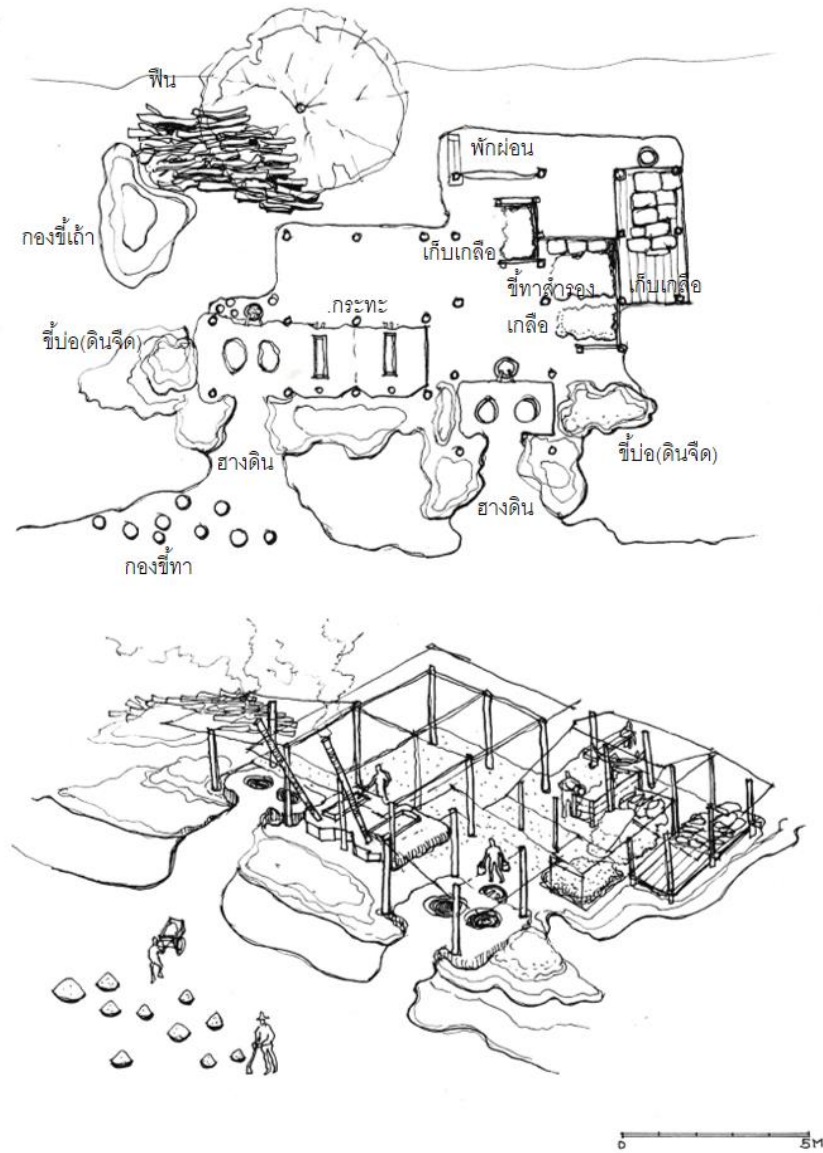 ฟืน
พักผ่อน
กองขี้เถ้า
เก็บเกลือ
ขี้ทาสำรอง
เก็บเกลือ
.กระทะ
เกลือ
ขี้บ่อ(ดินจืด)
ฮางดิน
ขี้บ่อ(ดินจืด)
ฮางดิน
กองขี้ทา
0 5M